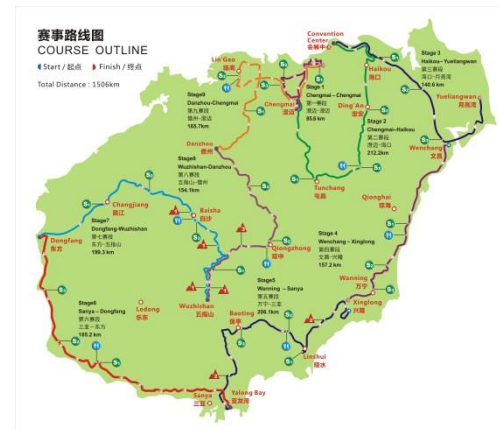 赛事路线图
COURSE OUTLINE
Start / 起点 Finish / 终点
Total Distance : 1506km
Convention
Center
会展中心
Haikou
海口
Stage 3
Haikou- Yueliangwan
第三赛段
海口-月亮湾
140.6 km
Yueliangwan
月亮湾
Lin Gao
临高
Stage9
Danzhou-Chengmai
第九赛段
儋州-澄迈
165.7km
Stage 1
Chengmai - Chengmai
第一赛段
澄迈-澄迈
85.6 km
Chengmai
澄迈
Ding'An
定安
Stage 2
Chengmai-Haikou
第二赛段
澄迈-海口
212.2km
Wenchang
文昌
Danzhou
儋州
Stage8
Wuzhishan-Danzhou
第八赛段
五指山-儋州
154.1km
Tunchang
屯昌
Qionghai
琼海
Changjiang
昌江
Baisha
白沙
Stage7
Dongfang-Wuzhishan
第七赛段
东方-五指山
Dongfang
东方
Qiongzhong
琼中
Stage 4
Wenchang - Xinglong
第四赛段
文昌-兴隆
157.2 km
Wuzhishan
五指山
Stage5
Wanning - Sanya
第五赛段
万宁-三亚
Wanning
万宁
Xinglong
兴隆
Stage6
Sanya - Dongfang
第六赛段
三亚-东方
Ledong
乐东
Baoting
保亭
Lingshui
陵水
Sanya
三亚
Yalong Bay
亚龙湾